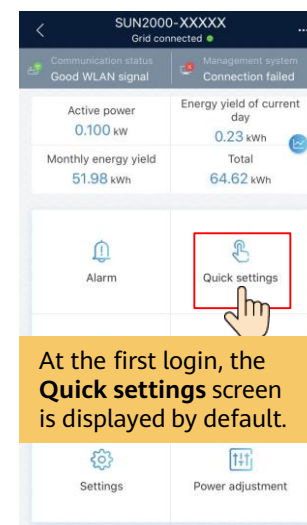 SUN2000-XXXXX
Grid connected
Communication status
Good WLAN signal
Management system
Connection failed
Active power
0.100 kW
Energy yield of current
day
0.23 kWh
Monthly energy yield
51.98 kWh
Total
64.62 kWh
Alarm
Quick settings
At the first login, the
Quick settings screen
is displayed by default.
Settings
Power adjustment